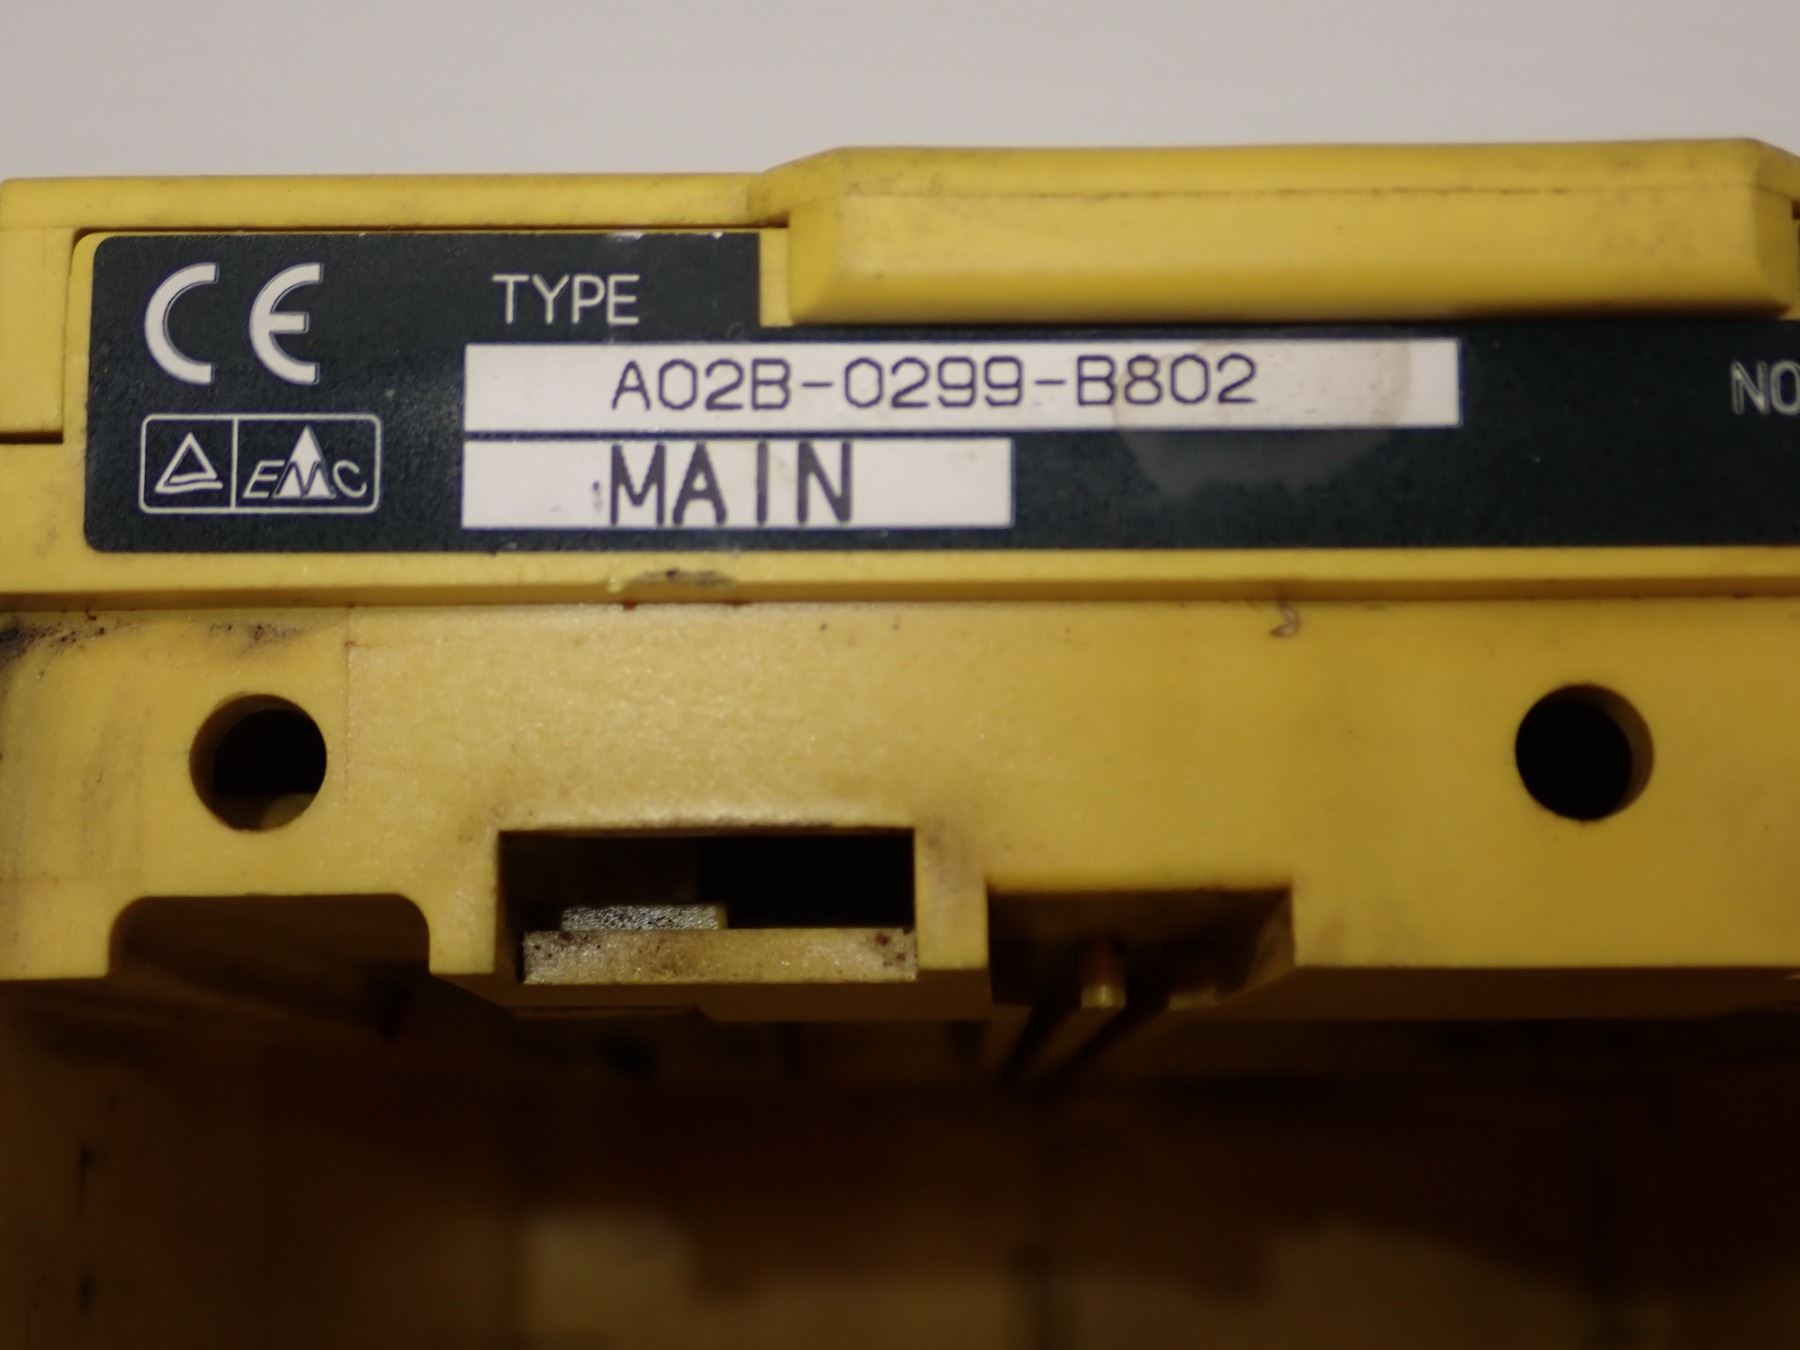 CE TYPE
A02B-0299-B802 NO
EMC MAIN